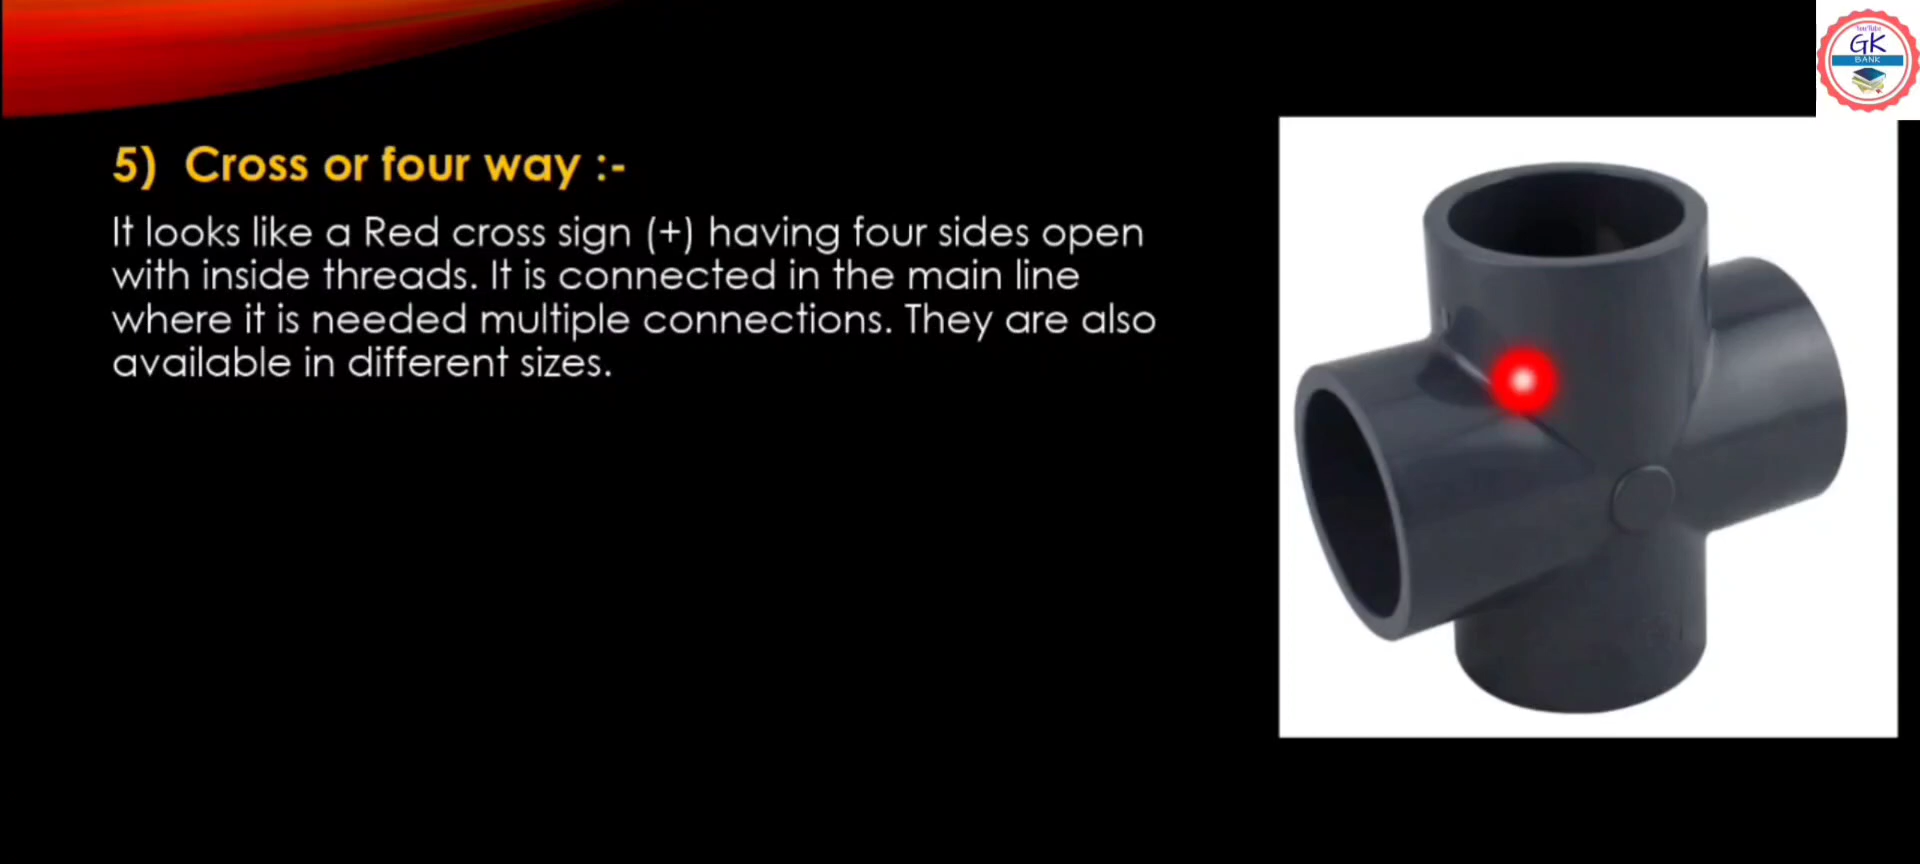 YouTube
GK
BANK
5) Cross or four way :-
It looks like a Red cross sign (+) having four sides open
with inside threads. It is connected in the main line
where it is needed multiple connections. They are also
available in different sizes.